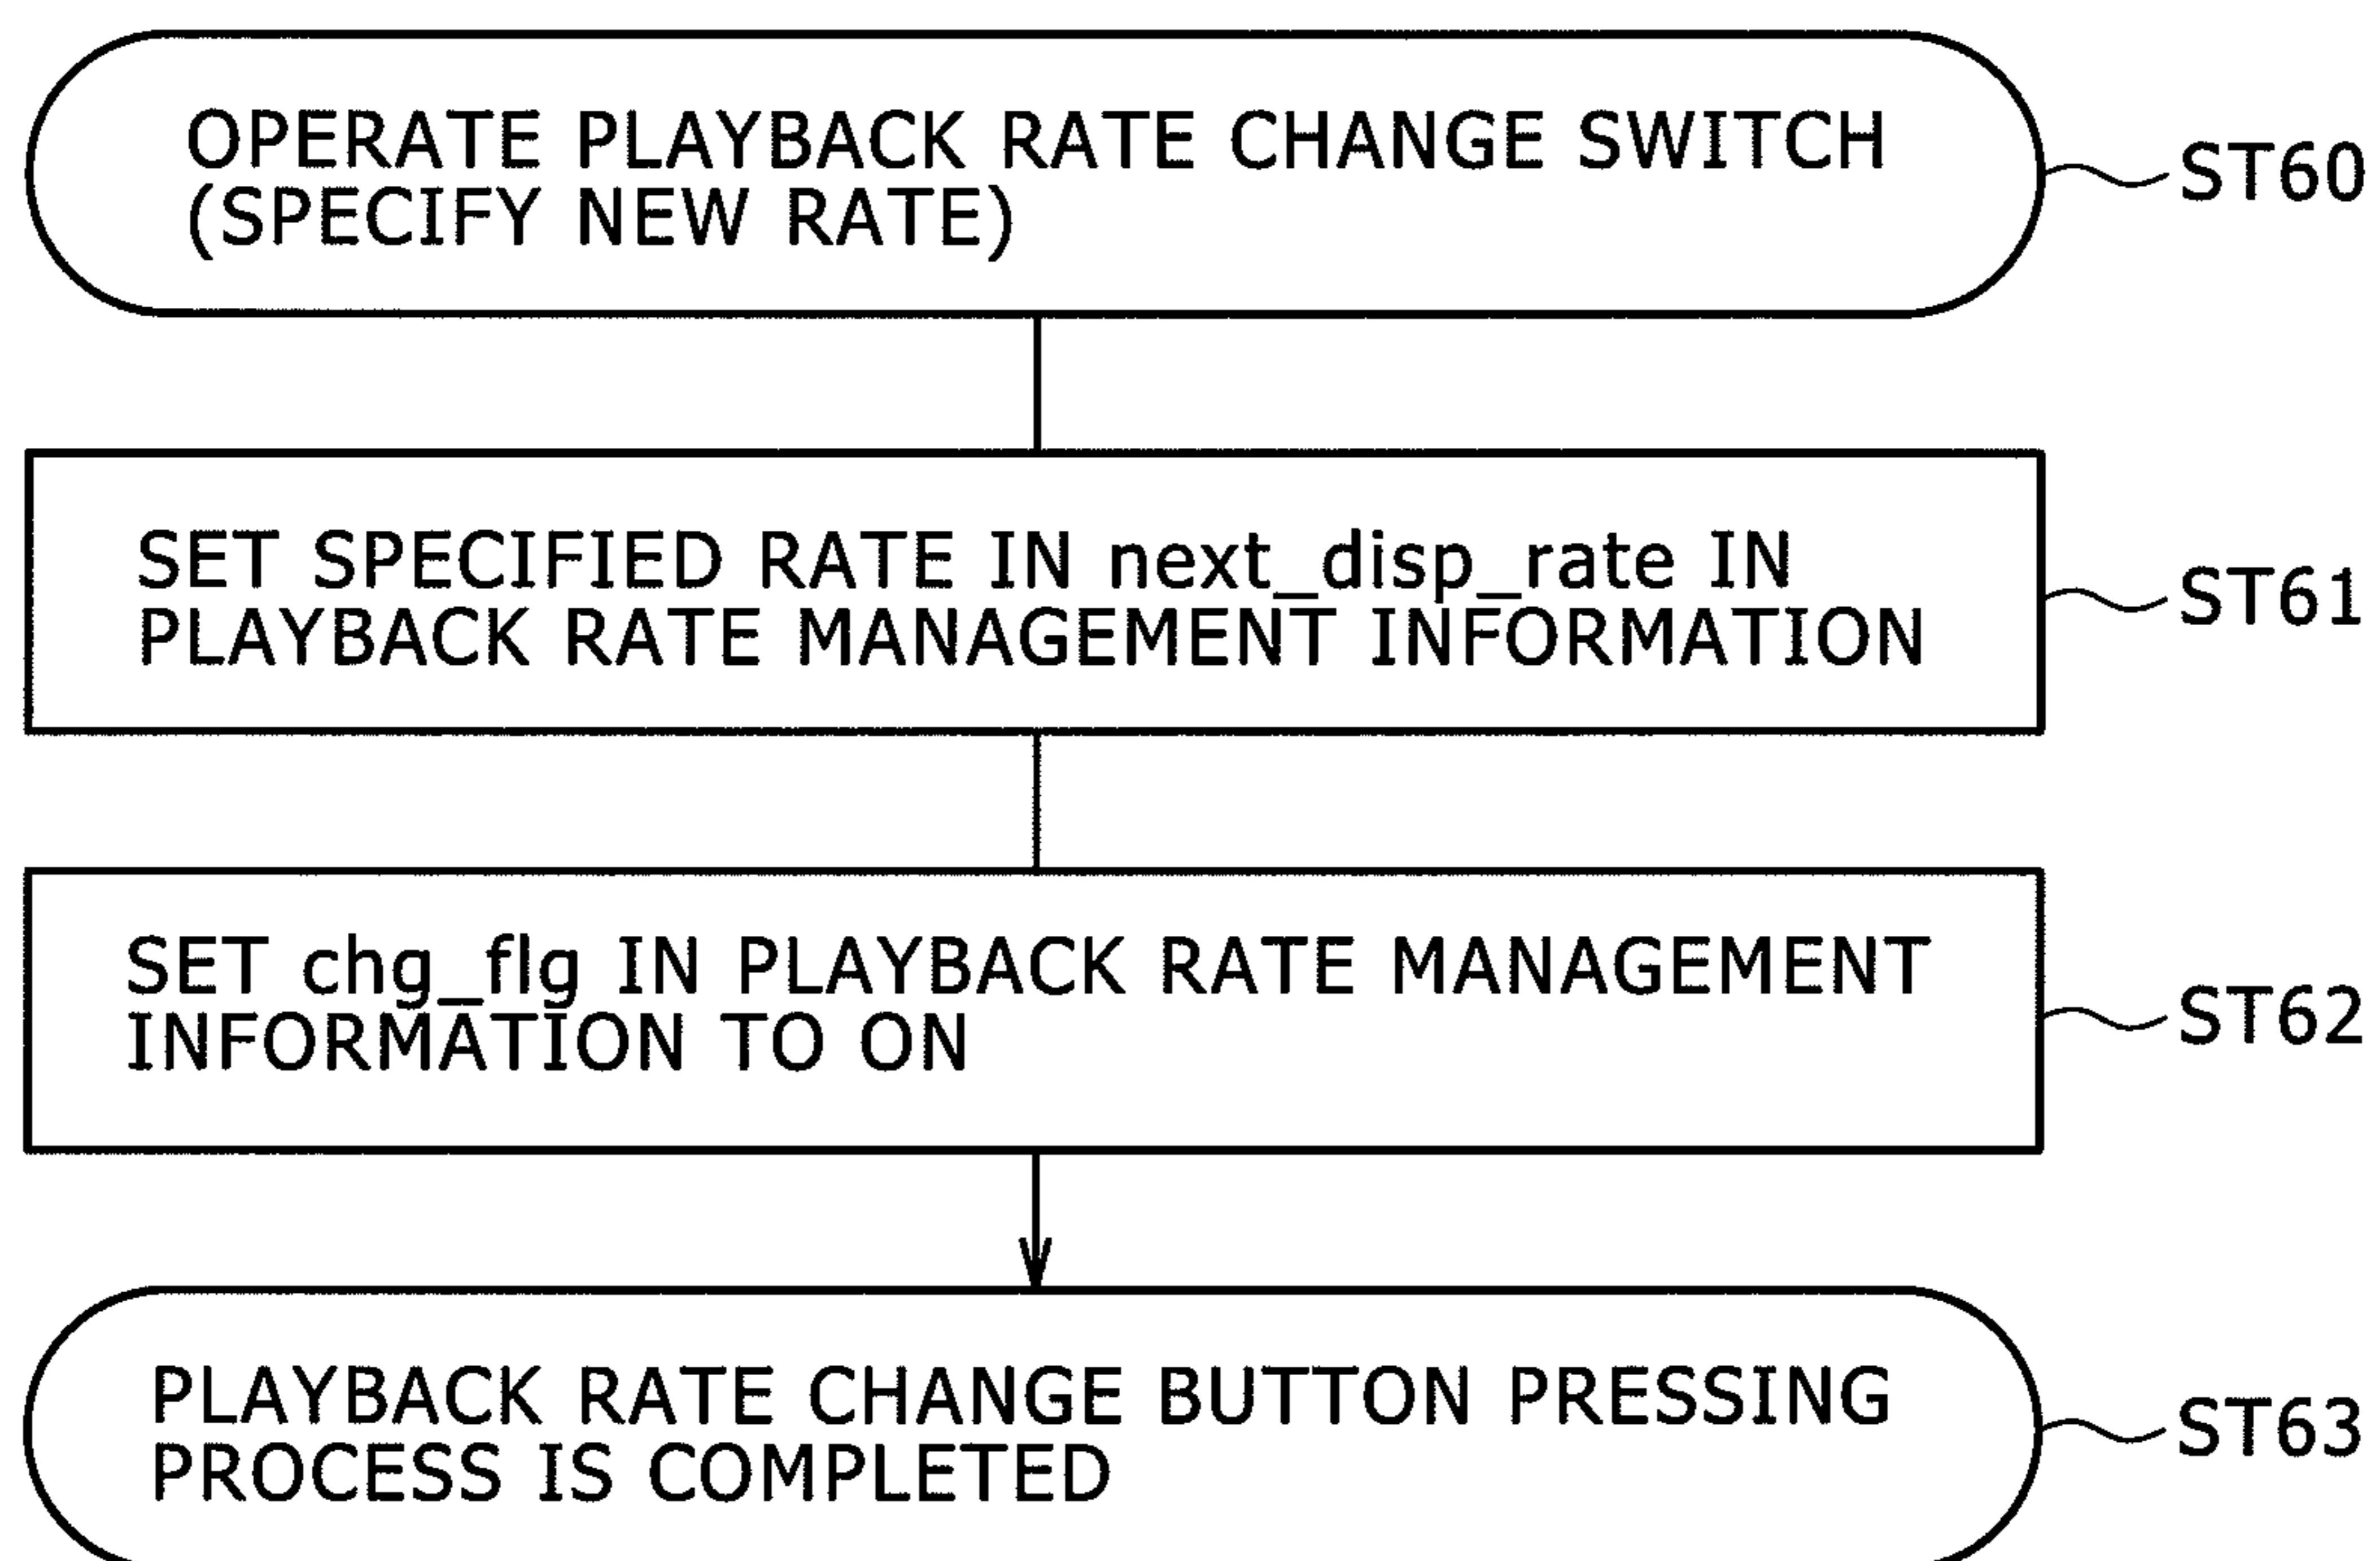 OPERATE PLAYBACK RATE CHANGE SWITCH
(SPECIFY NEW RATE)
ST60
SET SPECIFIED RATE IN next_disp_rate IN
PLAYBACK RATE MANAGEMENT INFORMATION
ST61
SET chg_flg IN PLAYBACK RATE MANAGEMENT
INFORMATION TO ON
ST62
PLAYBACK RATE CHANGE BUTTON PRESSING
PROCESS IS COMPLETED
ST63